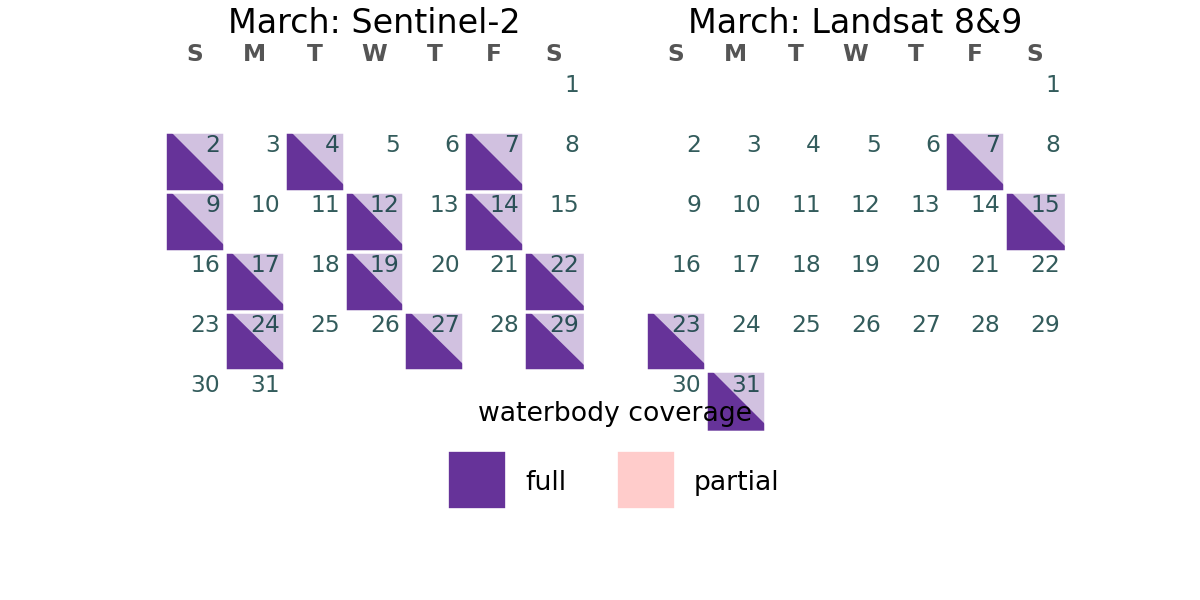 March: Sentinel-2
S M T W T F S
1
2 3 4 5 6 7 8
9 10 11 12 13 14 15
16 17 18 19 20 21 22
23 24 25 26 27 28 29
30 31
March: Landsat 8&9
S M T W T F S
1
2 3 4 5 6 7 8
9 10 11 12 13 14 15
16 17 18 19 20 21 22
23 24 25 26 27 28 29
30 31
waterbody coverage
full partial